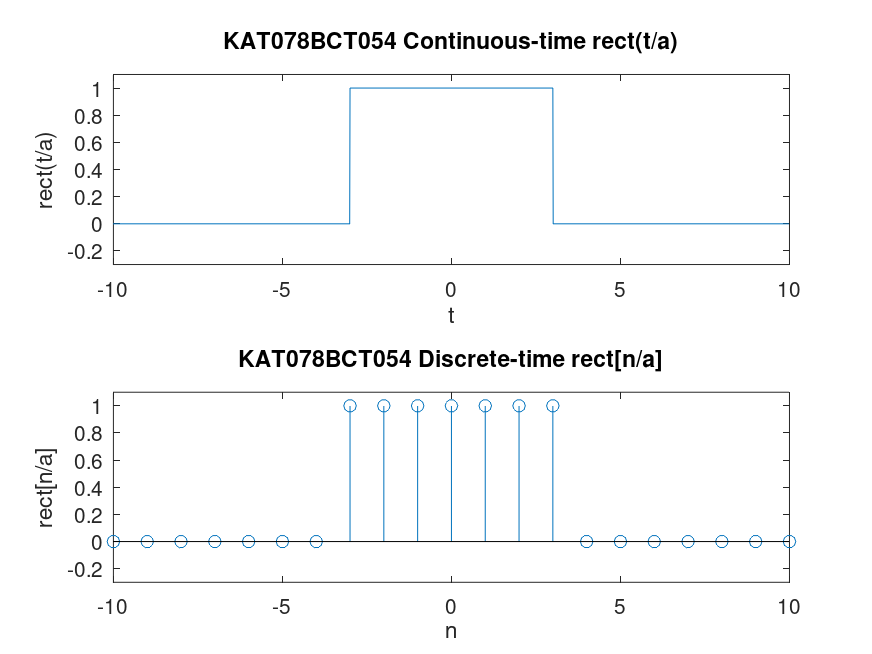 KAT078BCT054 Continuous-time rect(t/a)
rect(t/a)
1
0.8
0.6
0.4
0.2
0
-0.2
-10 -5 0 5 10
t
KAT078BCT054 Discrete-time rect[n/a]
rect[n/a]
1
0.8
0.6
0.4
0.2
0
-0.2
-10 -5 0 5 10
n